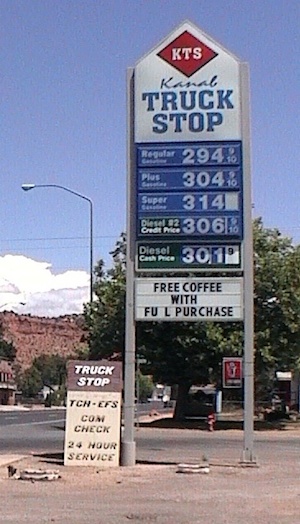 KTS
Kanab
TRUCK
STOP
Regular
Gasoline
294 9/10
Plus
Gasoline
304 9/10
Super
Gasoline
314
Diesel #2
Credit Price
306 9/10
Diesel
Cash Price
301 9
FREE COFFEE
WITH
FU L PURCHASE
TRUCK
STOP
TCH-EFS
COM
CHECK
24 HOUR
SERVICE